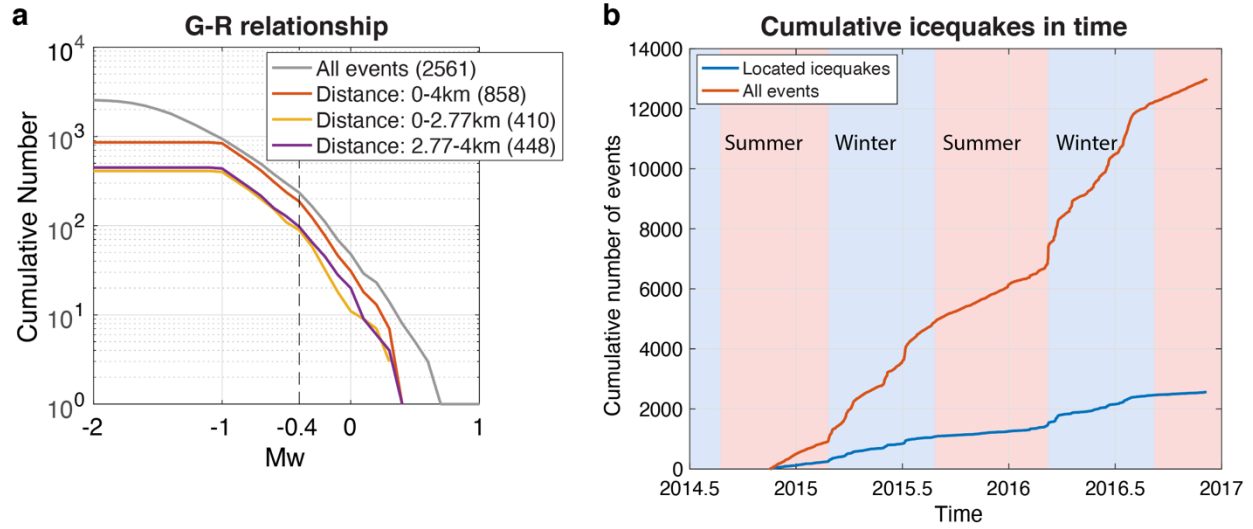 a
G-R relationship
10^4
10^3
10^2
10^1
10^0
Cumulative Number
All events (2561)
Distance: 0-4km (858)
Distance: 0-2.77km (410)
Distance: 2.77-4km (448)
-2
-1
-0.4
0
1
Mw
b
Cumulative icequakes in time
14000
12000
10000
8000
6000
4000
2000
0
Cumulative number of events
Located icequakes
All events
Summer
Winter
Summer
Winter
2014.5
2015
2015.5
2016
2016.5
2017
Time